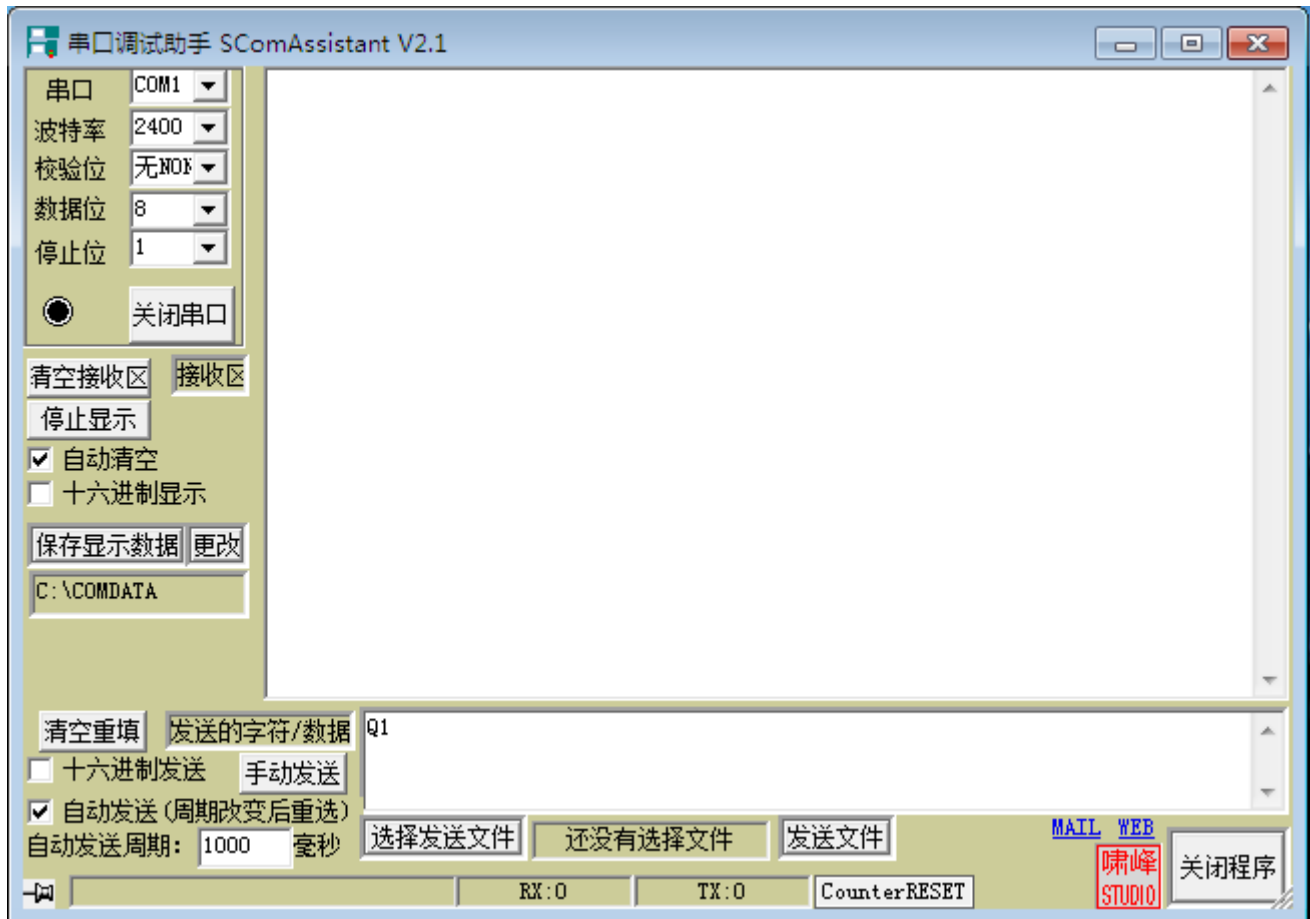 串口调试助手 SComAssistant V2.1
串口 COM1
波特率 2400
校验位 无NON
数据位 8
停止位 1
关闭串口
清空接收区 接收区
停止显示
自动清空
十六进制显示
保存显示数据 更改
C:\COMDATA
清空重填 发送的字符/数据 Q1
十六进制发送 手动发送
自动发送(周期改变后重选)
自动发送周期: 1000 毫秒 选择发送文件 还没有选择文件 发送文件
MAIL WEB
啸峰
STUDIO
关闭程序
RX:0 TX:0 CounterRESET